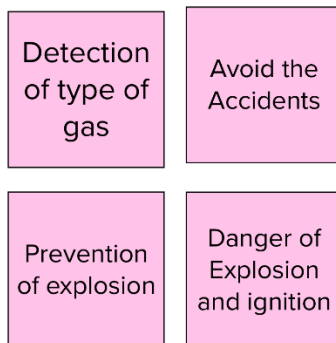 Detection
of type of
gas
Avoid the
Accidents
Prevention
of explosion
Danger of
Explosion
and ignition